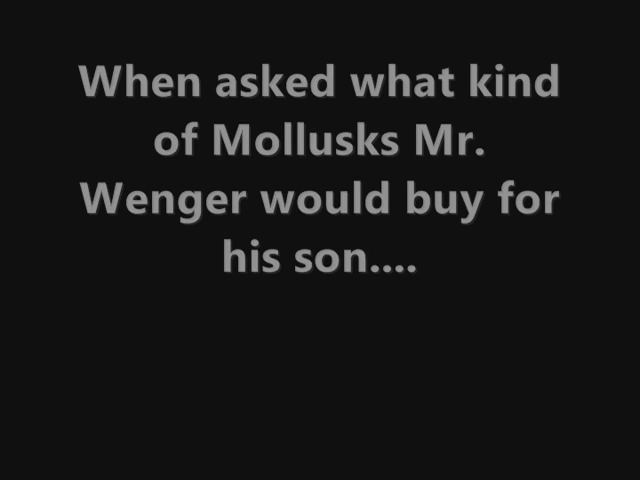 When asked what kind
of Mollusks Mr.
Wenger would buy for
his son....